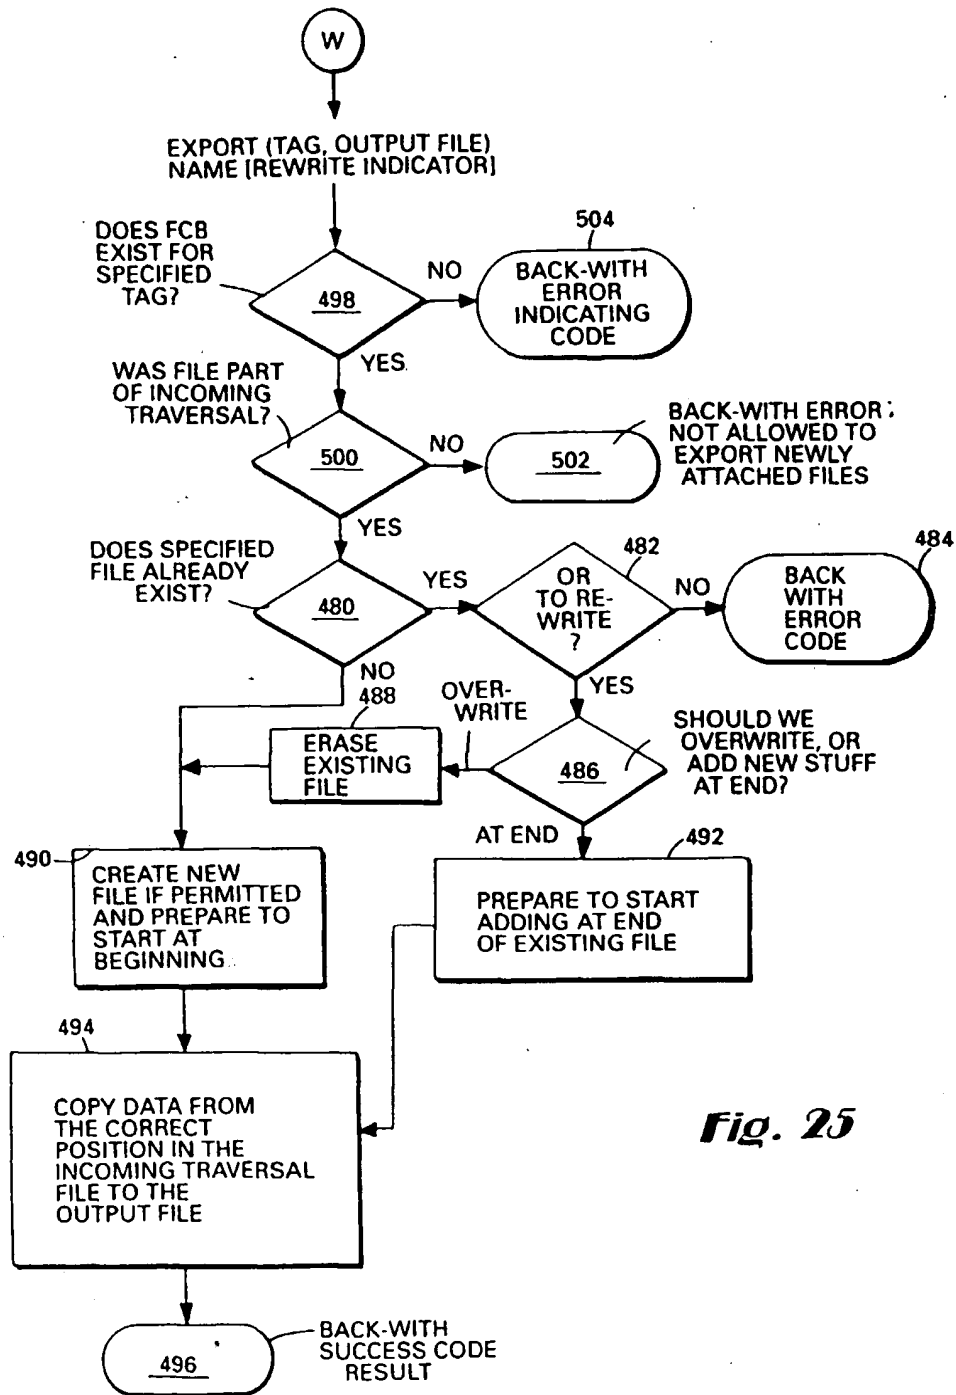 W
EXPORT (TAG, OUTPUT FILE)
NAME [REWRITE INDICATOR]
DOES FCB
EXIST FOR
SPECIFIED
TAG?
498
NO
504
BACK-WITH
ERROR
INDICATING
CODE
YES
WAS FILE PART
OF INCOMING
TRAVERSAL?
500
NO
502
BACK-WITH ERROR:
NOT ALLOWED TO
EXPORT NEWLY
ATTACHED FILES
YES
DOES SPECIFIED
FILE ALREADY
EXIST?
480
YES
482
OR
TO RE-
WRITE
?
NO
484
BACK
WITH
ERROR
CODE
NO
488
YES
OVER-
WRITE
ERASE
EXISTING
FILE
486
SHOULD WE
OVERWRITE, OR
ADD NEW STUFF
AT END?
AT END
492
490
CREATE NEW
FILE IF PERMITTED
AND PREPARE TO
START AT
BEGINNING
PREPARE TO START
ADDING AT END
OF EXISTING FILE
494
COPY DATA FROM
THE CORRECT
POSITION IN THE
INCOMING TRAVERSAL
FILE TO THE
OUTPUT FILE
Fig. 25
496
BACK-WITH
SUCCESS CODE
RESULT